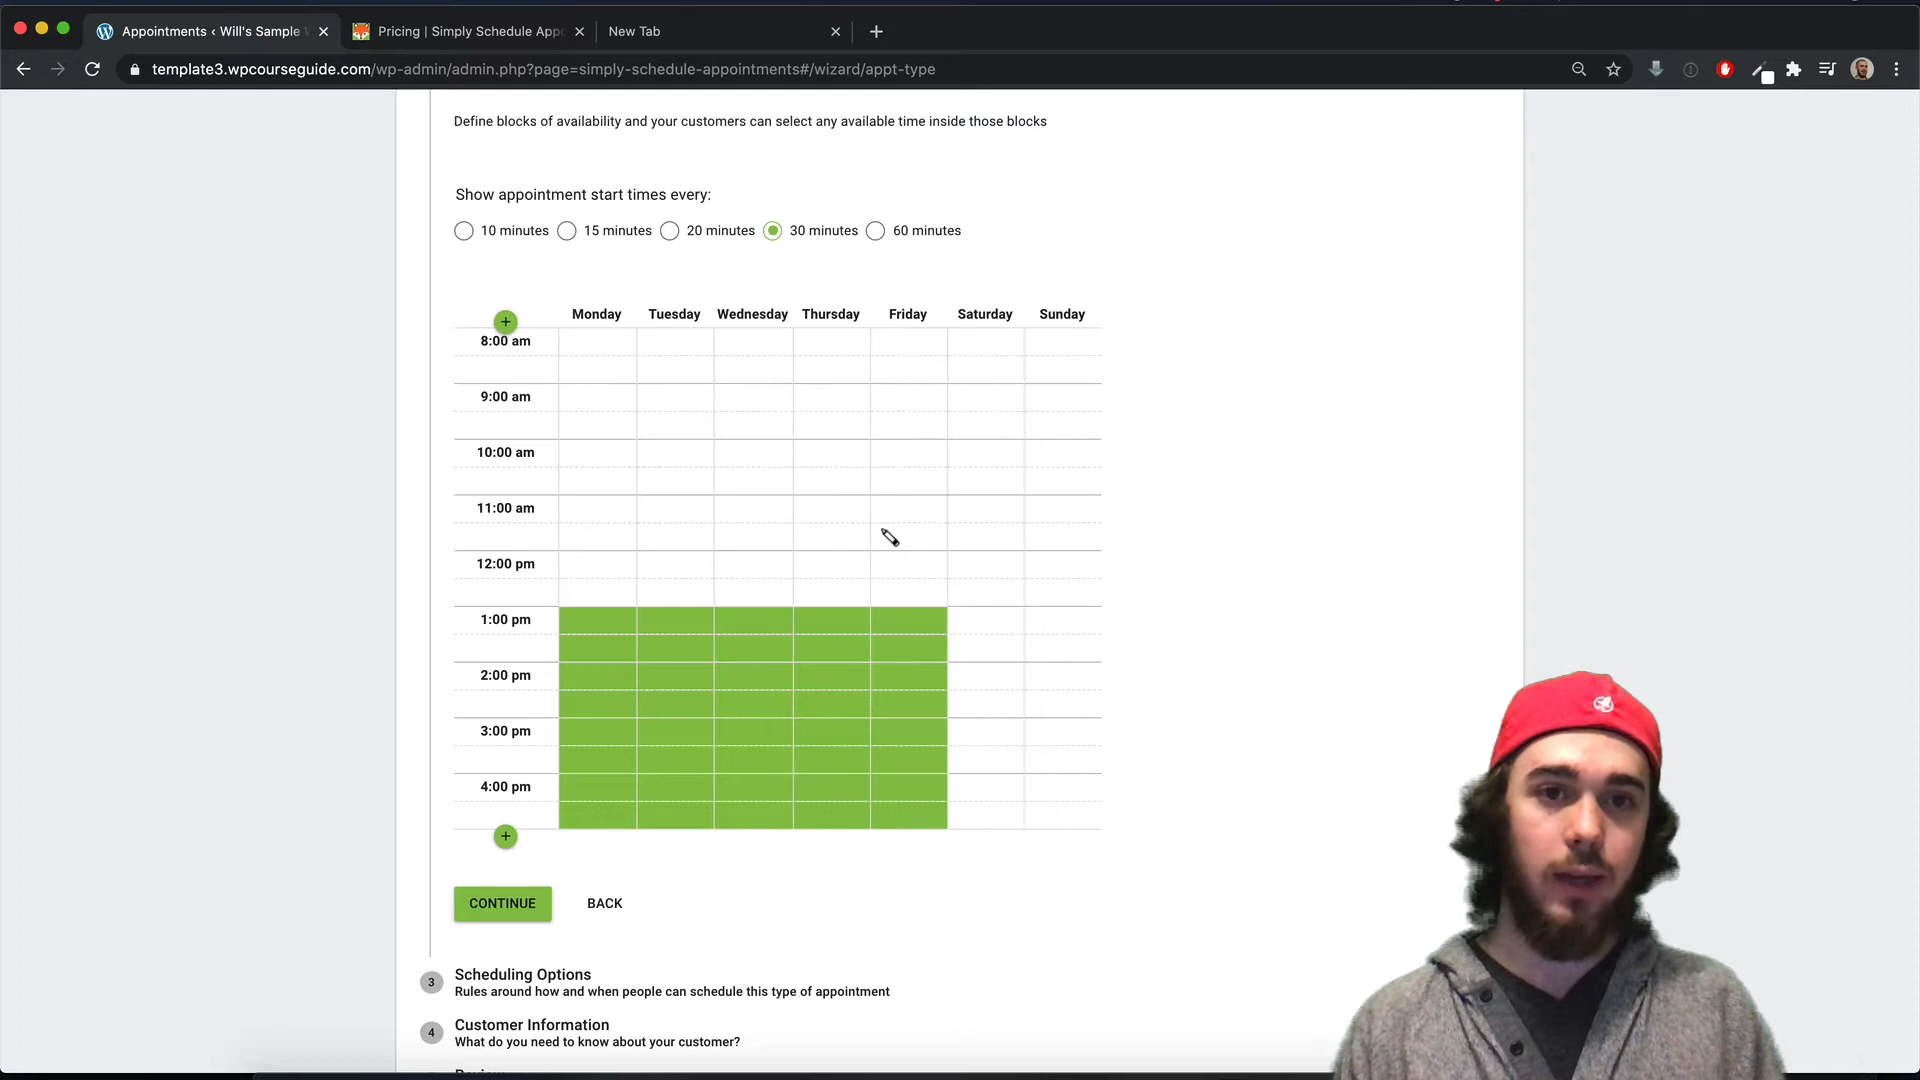 Appointments ‹ Will's Sample
Pricing | Simply Schedule Appo
New Tab
template3.wpcourseguide.com/wp-admin/admin.php?page=simply-schedule-appointments#/wizard/appt-type
Define blocks of availability and your customers can select any available time inside those blocks
Show appointment start times every:
10 minutes 15 minutes 20 minutes 30 minutes 60 minutes
Monday Tuesday Wednesday Thursday Friday Saturday Sunday
+
8:00 am
9:00 am
10:00 am
11:00 am
12:00 pm
1:00 pm
2:00 pm
3:00 pm
4:00 pm
+
CONTINUE BACK
3 Scheduling Options
Rules around how and when people can schedule this type of appointment
4 Customer Information
What do you need to know about your customer?